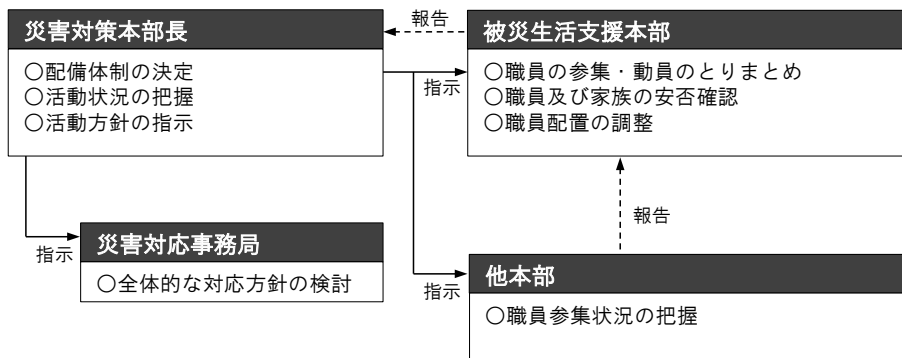 災害対策本部長
○配備体制の決定
○活動状況の把握
○活動方針の指示
報告
指示
被災生活支援本部
○職員の参集・動員のとりまとめ
○職員及び家族の安否確認
○職員配置の調整
報告
指示
災害対応事務局
○全体的な対応方針の検討
指示
他本部
○職員参集状況の把握